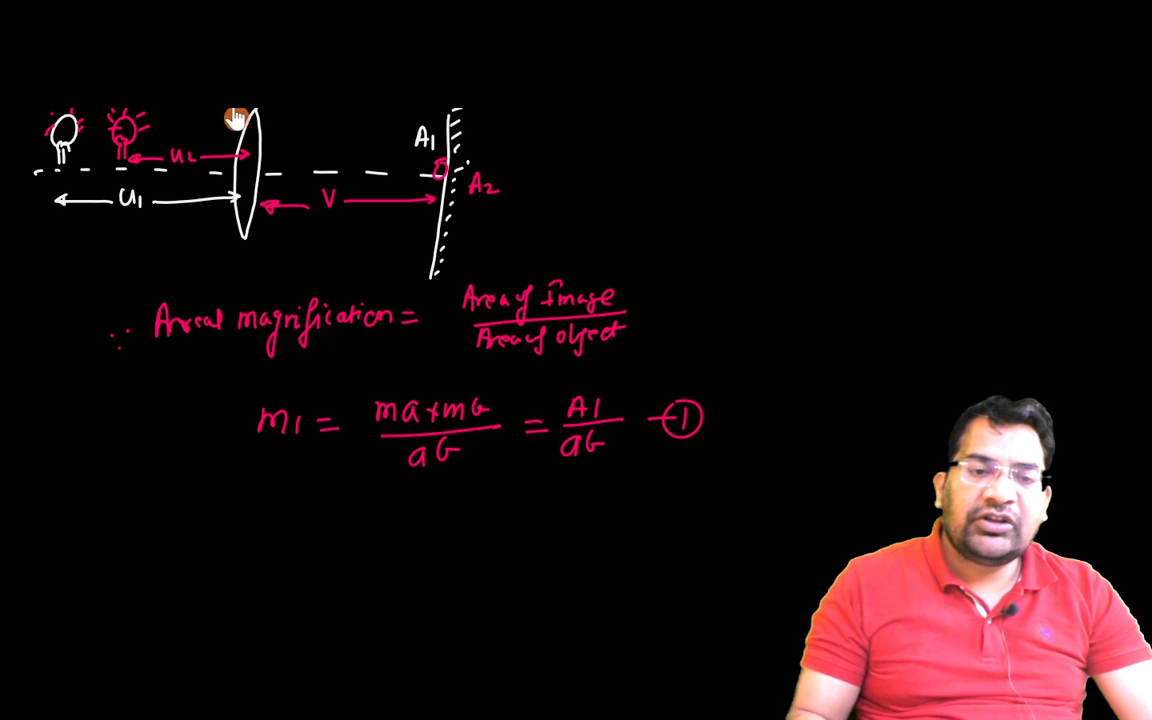 A1
u2
A2
U1
V
∵ Areal magnification = Area of Image / Area of object
m1 = ma×mb / ab = A1 / ab —①